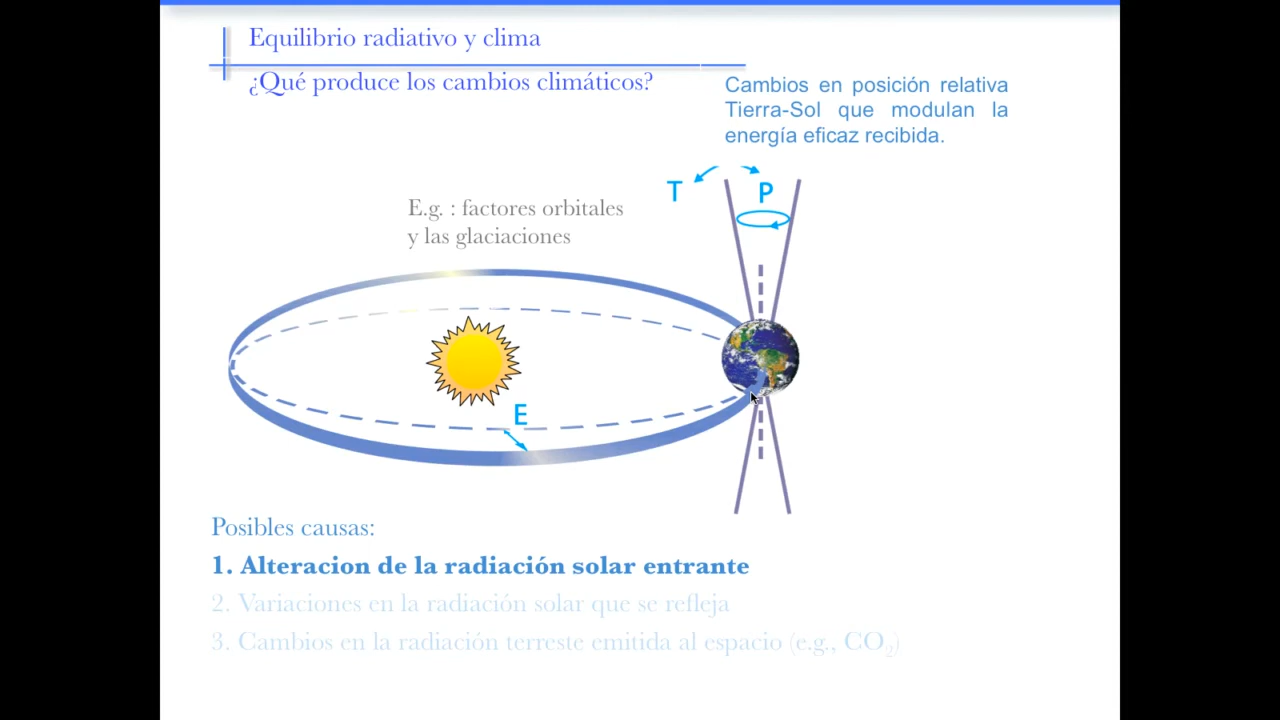 Equilibrio radiativo y clima
¿Qué produce los cambios climáticos?
Cambios en posición relativa
Tierra-Sol que modulan la
energía eficaz recibida.
T
P
E.g. : factores orbitales
y las glaciaciones
E
Posibles causas:
1. Alteracion de la radiación solar entrante
2. Variaciones en la radiación solar que se refleja
3. Cambios en la radiación terreste emitida al espacio (e.g., CO₂)